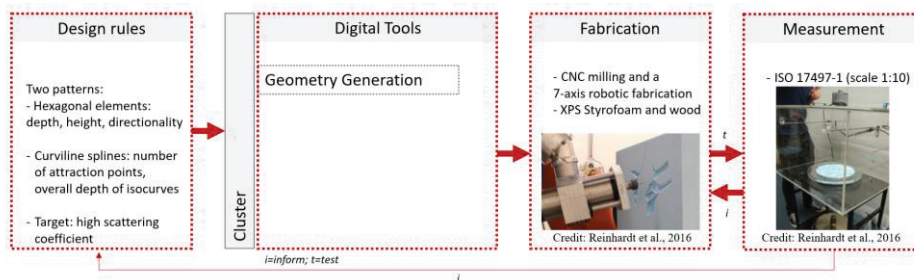 Design rules
Two patterns:
- Hexagonal elements:
depth, height, directionality
- Curviline splines: number
of attraction points,
overall depth of isocurves
- Target: high scattering
coefficient
Cluster
Digital Tools
Geometry Generation
Fabrication
- CNC milling and a
7-axis robotic fabrication
- XPS Styrofoam and wood
Credit: Reinhardt et al., 2016
t
i
Measurement
- ISO 17497-1 (scale 1:10)
Credit: Reinhardt et al., 2016
i=inform; t=test
i